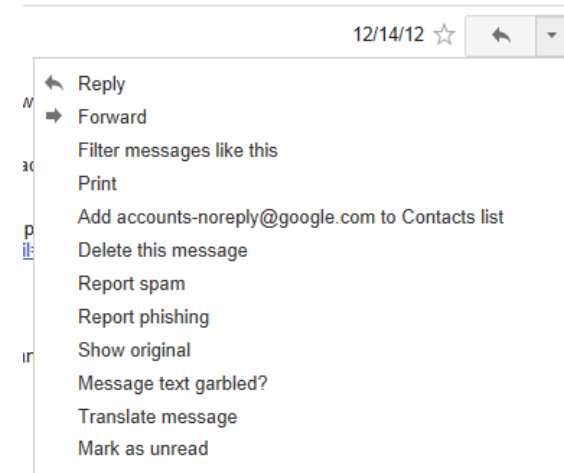 12/14/12
Reply
Forward
Filter messages like this
Print
Add accounts-noreply@google.com to Contacts list
Delete this message
Report spam
Report phishing
Show original
Message text garbled?
Translate message
Mark as unread